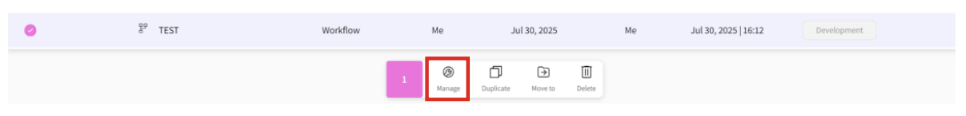 TEST Workflow Me Jul 30, 2025 Me Jul 30, 2025 | 16:12 Development
1 Manage Duplicate Move to Delete